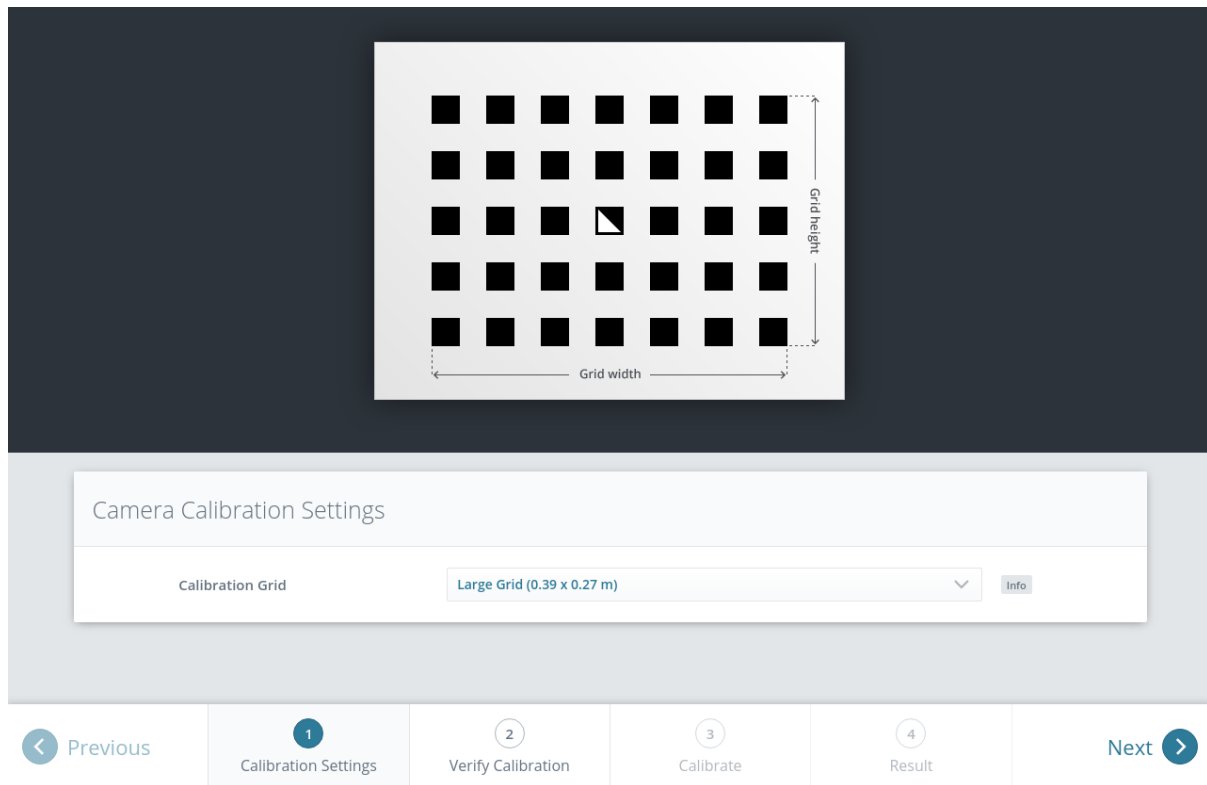 Grid height
Grid width
Camera Calibration Settings
Calibration Grid
Large Grid (0.39 x 0.27 m)
Info
Previous
1
Calibration Settings
2
Verify Calibration
3
Calibrate
4
Result
Next